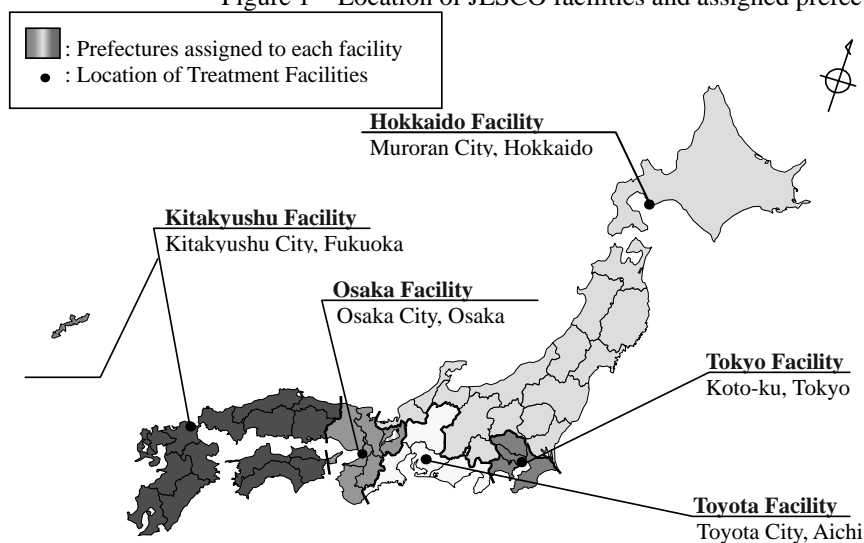 Figure 1 Location of JESCO facilities and assigned prefec
: Prefectures assigned to each facility
: Location of Treatment Facilities
Hokkaido Facility
Muroran City, Hokkaido
Kitakyushu Facility
Kitakyushu City, Fukuoka
Osaka Facility
Osaka City, Osaka
Tokyo Facility
Koto-ku, Tokyo
Toyota Facility
Toyota City, Aichi